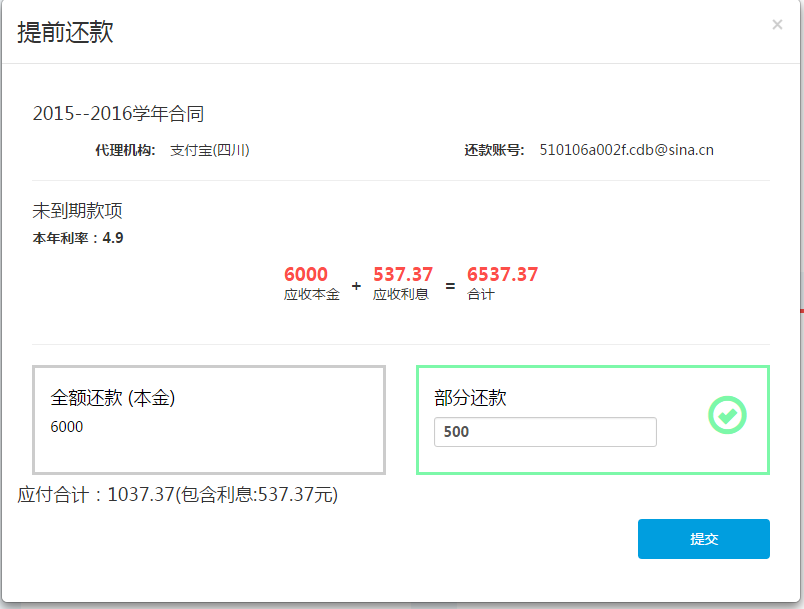 提前还款
×
2015--2016学年合同
代理机构: 支付宝(四川) 还款账号: 510106a002f.cdb@sina.cn
未到期款项
本年利率：4.9
6000 + 537.37 = 6537.37
应收本金 应收利息 合计
全额还款 (本金) 部分还款
6000 500
应付合计：1037.37(包含利息:537.37元)
提交